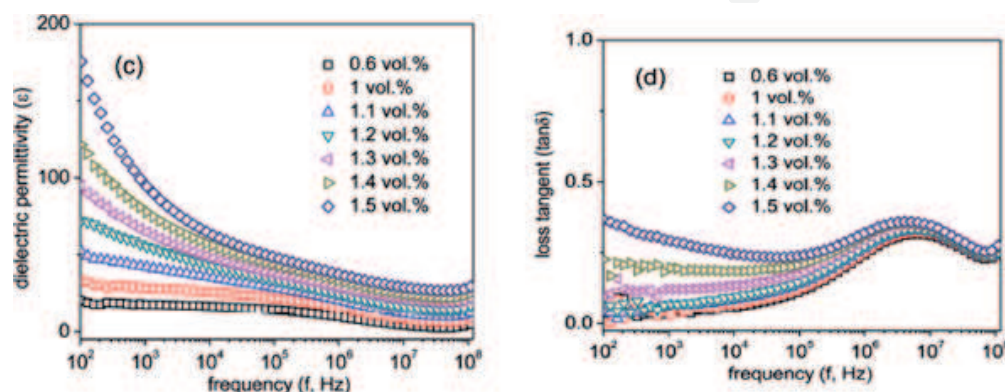 200
100
0
dielectric permittivity (ε)
(c)
0.6 vol.%
1 vol.%
1.1 vol.%
1.2 vol.%
1.3 vol.%
1.4 vol.%
1.5 vol.%
10² 10³ 10⁴ 10⁵ 10⁶ 10⁷ 10⁸
frequency (f, Hz)
1.0
0.5
0.0
loss tangent (tanδ)
(d)
0.6 vol.%
1 vol.%
1.1 vol.%
1.2 vol.%
1.3 vol.%
1.4 vol.%
1.5 vol.%
10² 10³ 10⁴ 10⁵ 10⁶ 10⁷ 10
frequency (f, Hz)